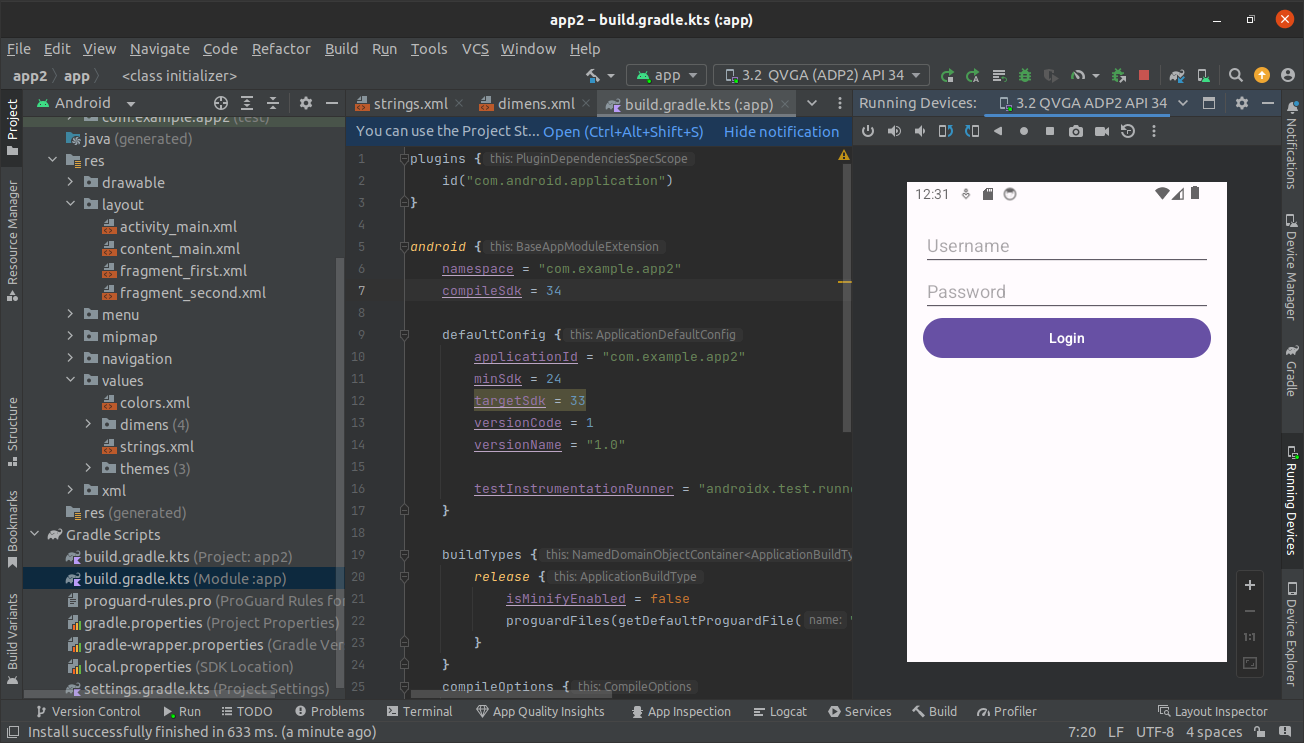 app2 – build.gradle.kts (:app)
File Edit View Navigate Code Refactor Build Run Tools VCS Window Help
app2 app <class initializer> app 3.2 QVGA (ADP2) API 34
Project
Resource Manager
Structure
Bookmarks
Build Variants
Android
com.example.app2 (test)
java (generated)
res
drawable
layout
activity_main.xml
content_main.xml
fragment_first.xml
fragment_second.xml
menu
mipmap
navigation
values
colors.xml
dimens (4)
strings.xml
themes (3)
xml
res (generated)
Gradle Scripts
build.gradle.kts (Project: app2)
build.gradle.kts (Module :app)
proguard-rules.pro (ProGuard Rules for
gradle.properties (Project Properties)
gradle-wrapper.properties (Gradle Ver
local.properties (SDK Location)
settings.gradle.kts (Project Settings)
strings.xml dimens.xml build.gradle.kts (:app)
You can use the Project St... Open (Ctrl+Alt+Shift+S) Hide notification
1 plugins { this: PluginDependenciesSpecScope
2 id("com.android.application")
3 }
4
5 android { this: BaseAppModuleExtension
6 namespace = "com.example.app2"
7 compileSdk = 34
8
9 defaultConfig { this: ApplicationDefaultConfig
10 applicationId = "com.example.app2"
11 minSdk = 24
12 targetSdk = 33
13 versionCode = 1
14 versionName = "1.0"
15
16 testInstrumentationRunner = "androidx.test.runne
17 }
18
19 buildTypes { this: NamedDomainObjectContainer<ApplicationBuildTy
20 release { this: ApplicationBuildType
21 isMinifyEnabled = false
22 proguardFiles(getDefaultProguardFile( name: "
23 }
24 }
25 compileOptions { this: CompileOptions
Running Devices: 3.2 QVGA ADP2 API 34
12:31
Username
Password
Login
1:1
Notifications
Device Manager
Gradle
Running Devices
Device Explorer
Version Control Run TODO Problems Terminal App Quality Insights App Inspection Logcat Services Build Profiler Layout Inspector
Install successfully finished in 633 ms. (a minute ago) 7:20 LF UTF-8 4 spaces